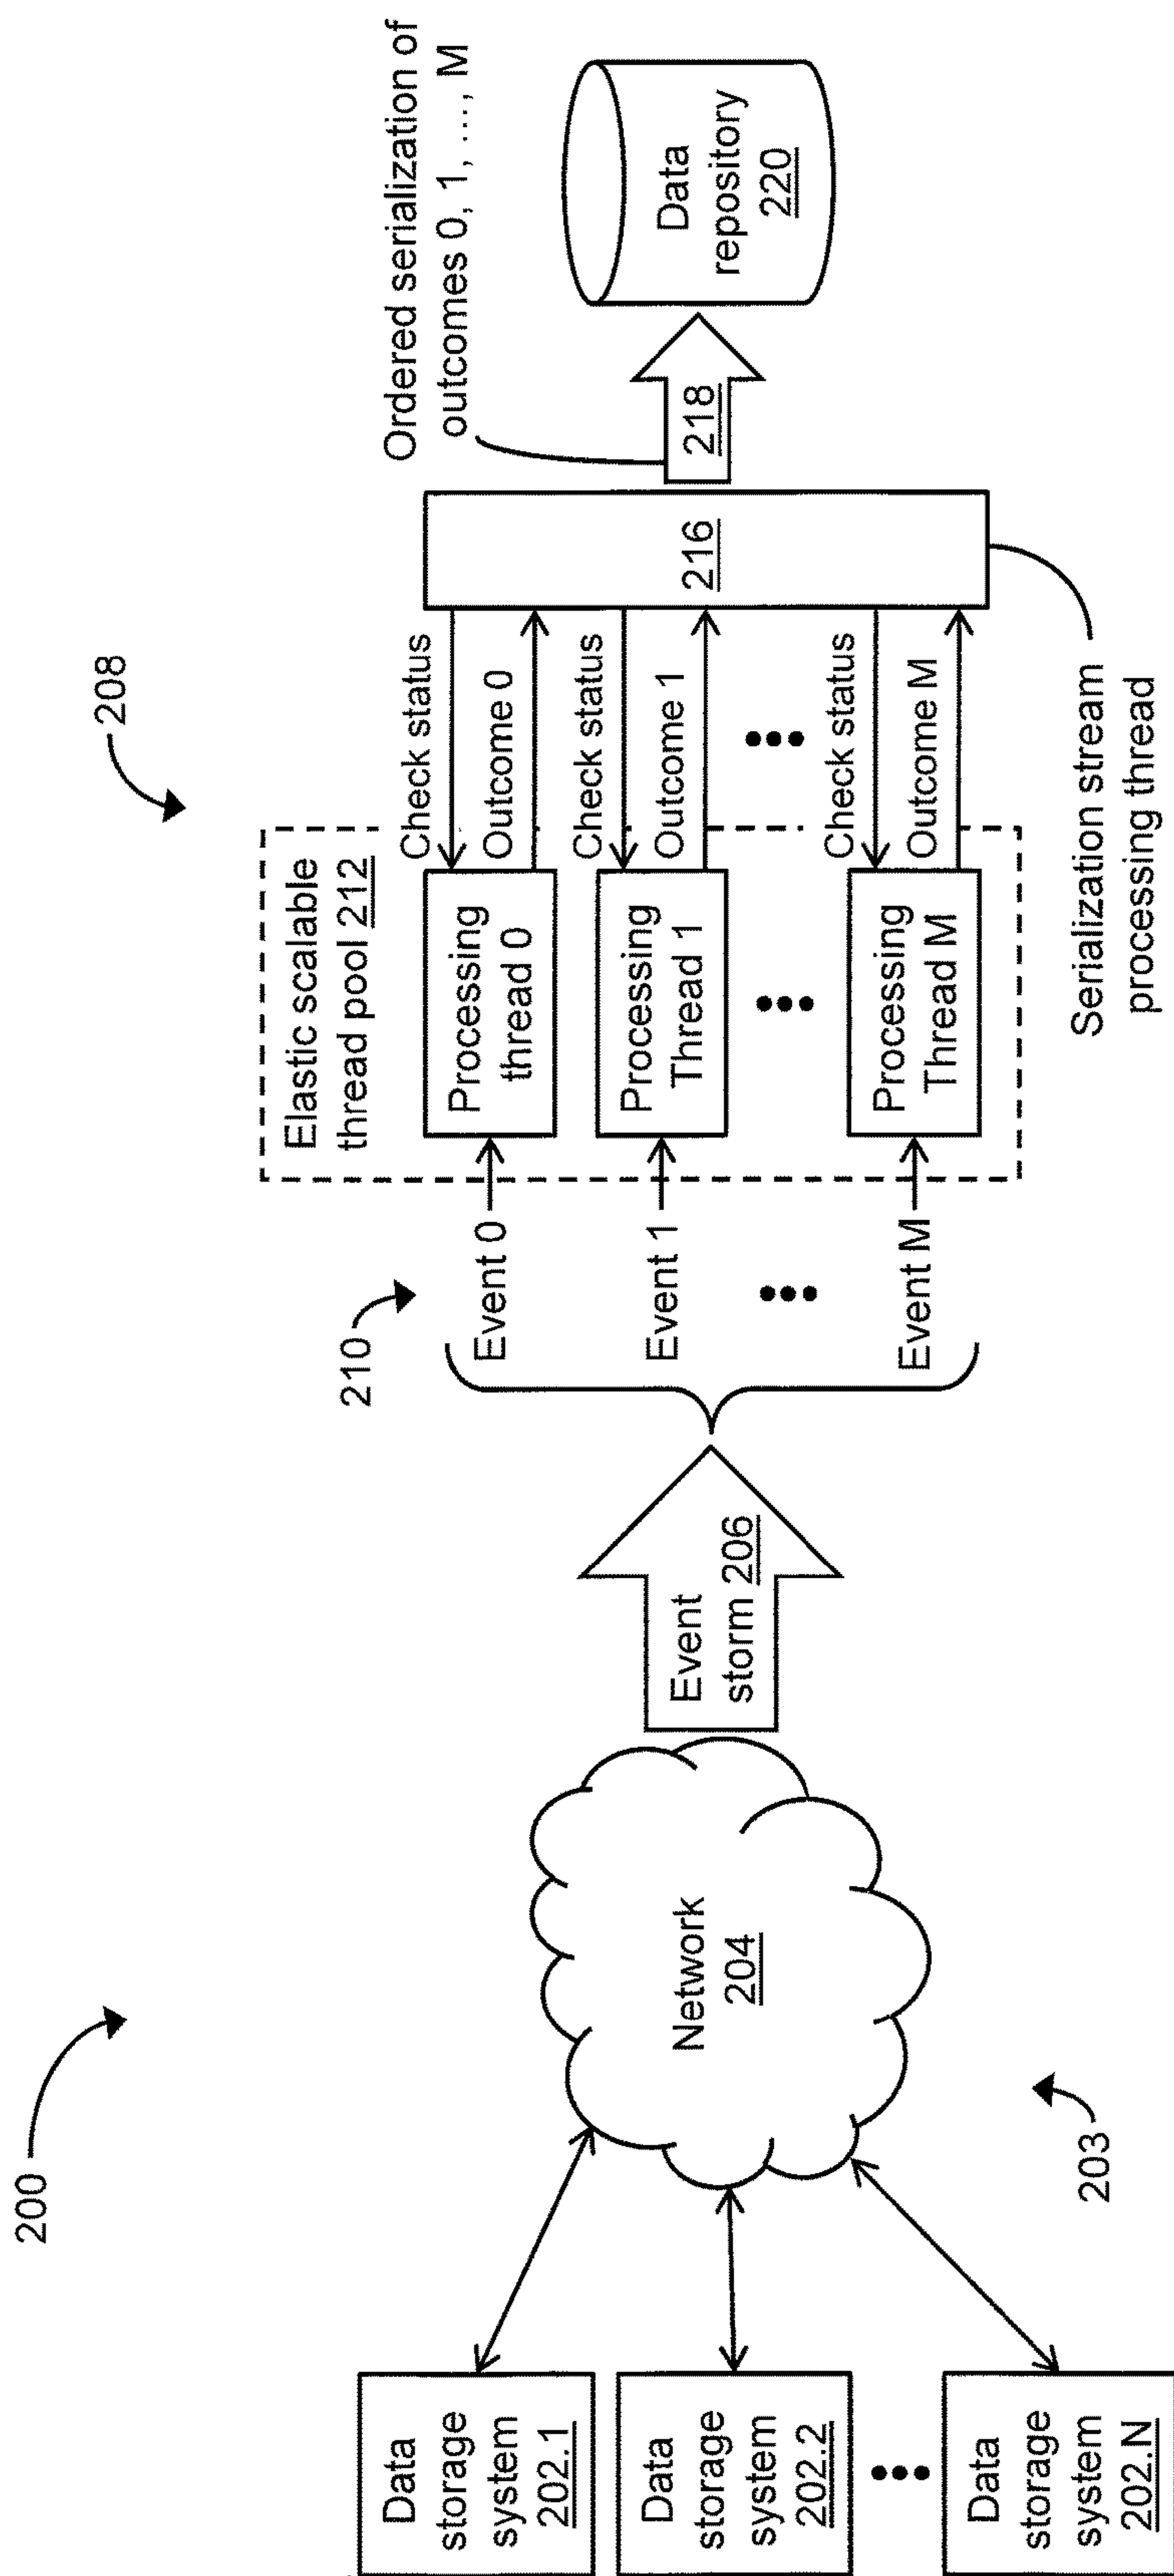 200
208
Data
storage
system
202.1
Data
storage
system
202.2
Data
storage
system
202.N
203
Network
204
Event
storm 206
210
Event 0
Event 1
Event M
Elastic scalable
thread pool 212
Processing
thread 0
Processing
Thread 1
Processing
Thread M
Check status
Outcome 0
Check status
Outcome 1
Check status
Outcome M
216
Serialization stream
processing thread
218
Ordered serialization of
outcomes 0, 1, ..., M
Data
repository
220